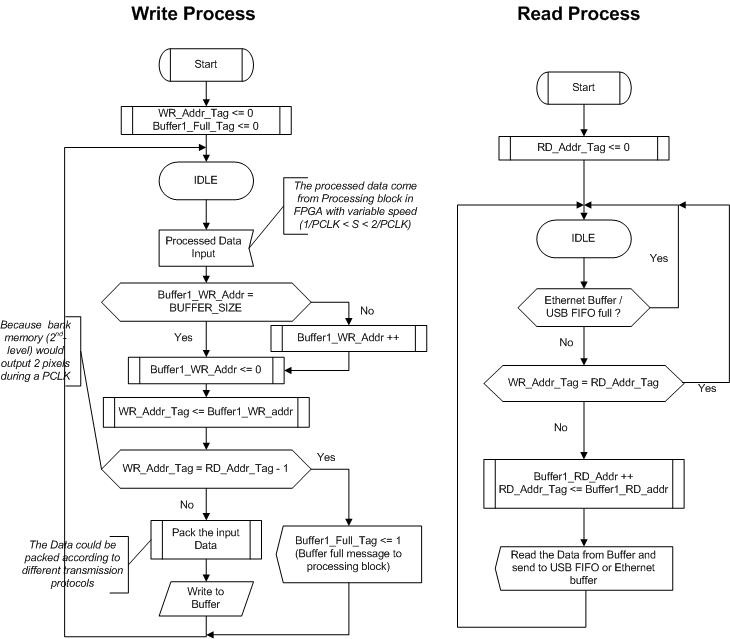 Write Process
Start
WR_Addr_Tag <= 0
Buffer1_Full_Tag <= 0
IDLE
The processed data come
from Processing block in
FPGA with variable speed
(1/PCLK < S < 2/PCLK)
Processed Data
Input
Buffer1_WR_Addr =
BUFFER_SIZE
No
Yes
Buffer1_WR_Addr ++
Because bank
memory (2nd-
level) would
output 2 pixels
during a PCLK
Buffer1_WR_Addr <= 0
WR_Addr_Tag <= Buffer1_WR_addr
WR_Addr_Tag = RD_Addr_Tag - 1
Yes
No
Pack the input
Data
The Data could be
packed according to
different transmission
protocols
Buffer1_Full_Tag <= 1
(Buffer full message to
processing block)
Write to
Buffer
Read Process
Start
RD_Addr_Tag <= 0
IDLE
Yes
Ethernet Buffer /
USB FIFO full ?
No
WR_Addr_Tag = RD_Addr_Tag
Yes
No
Buffer1_RD_Addr ++
RD_Addr_Tag <= Buffer1_RD_addr
Read the Data from Buffer and
send to USB FIFO or Ethernet
buffer